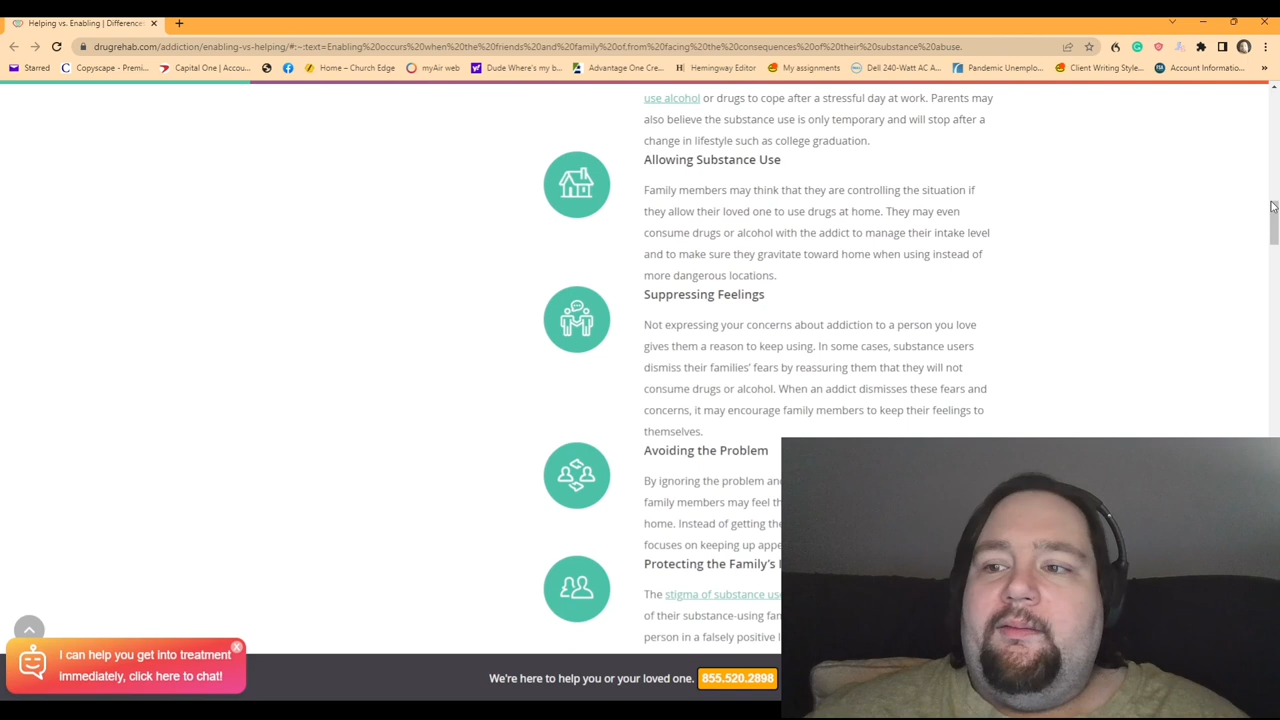 Helping vs. Enabling | Difference
drugrehab.com/addiction/enabling-vs-helping/#:~:text=Enabling%20occurs%20when%20the%20friends%20and%20family%20of,from%20facing%20the%20consequences%20of%20their%20substance%20abuse.
Starred Copyscape - Premi... Capital One | Accou... Home – Church Edge myAir web Dude Where's my b... Advantage One Cre... Hemingway Editor My assignments Dell 240-Watt AC A... Pandemic Unemplo... Client Writing Style... Account Informatio... »
use alcohol or drugs to cope after a stressful day at work. Parents may
also believe the substance use is only temporary and will stop after a
change in lifestyle such as college graduation.
Allowing Substance Use
Family members may think that they are controlling the situation if
they allow their loved one to use drugs at home. They may even
consume drugs or alcohol with the addict to manage their intake level
and to make sure they gravitate toward home when using instead of
more dangerous locations.
Suppressing Feelings
Not expressing your concerns about addiction to a person you love
gives them a reason to keep using. In some cases, substance users
dismiss their families' fears by reassuring them that they will not
consume drugs or alcohol. When an addict dismisses these fears and
concerns, it may encourage family members to keep their feelings to
themselves.
Avoiding the Problem
By ignoring the problem and
family members may feel th
home. Instead of getting the
focuses on keeping up appe
Protecting the Family's
The stigma of substance us
of their substance-using fam
person in a falsely positive l
I can help you get into treatment
immediately, click here to chat!
We're here to help you or your loved one. 855.520.2898